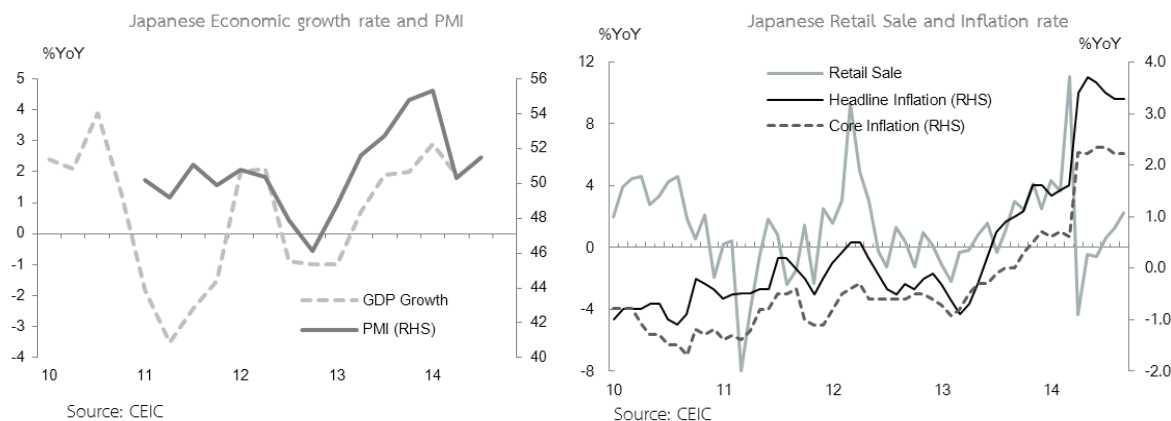 Japanese Economic growth rate and PMI
%YoY
5
4
3
2
1
0
-1
-2
-3
-4
56
54
52
50
48
46
44
42
40
GDP Growth
PMI (RHS)
10 11 12 13 14
Source: CEIC
Japanese Retail Sale and Inflation rate
%YoY
12
8
4
0
-4
-8
4.0
3.0
2.0
1.0
0.0
-1.0
-2.0
Retail Sale
Headline Inflation (RHS)
Core Inflation (RHS)
10 11 12 13 14
Source: CEIC